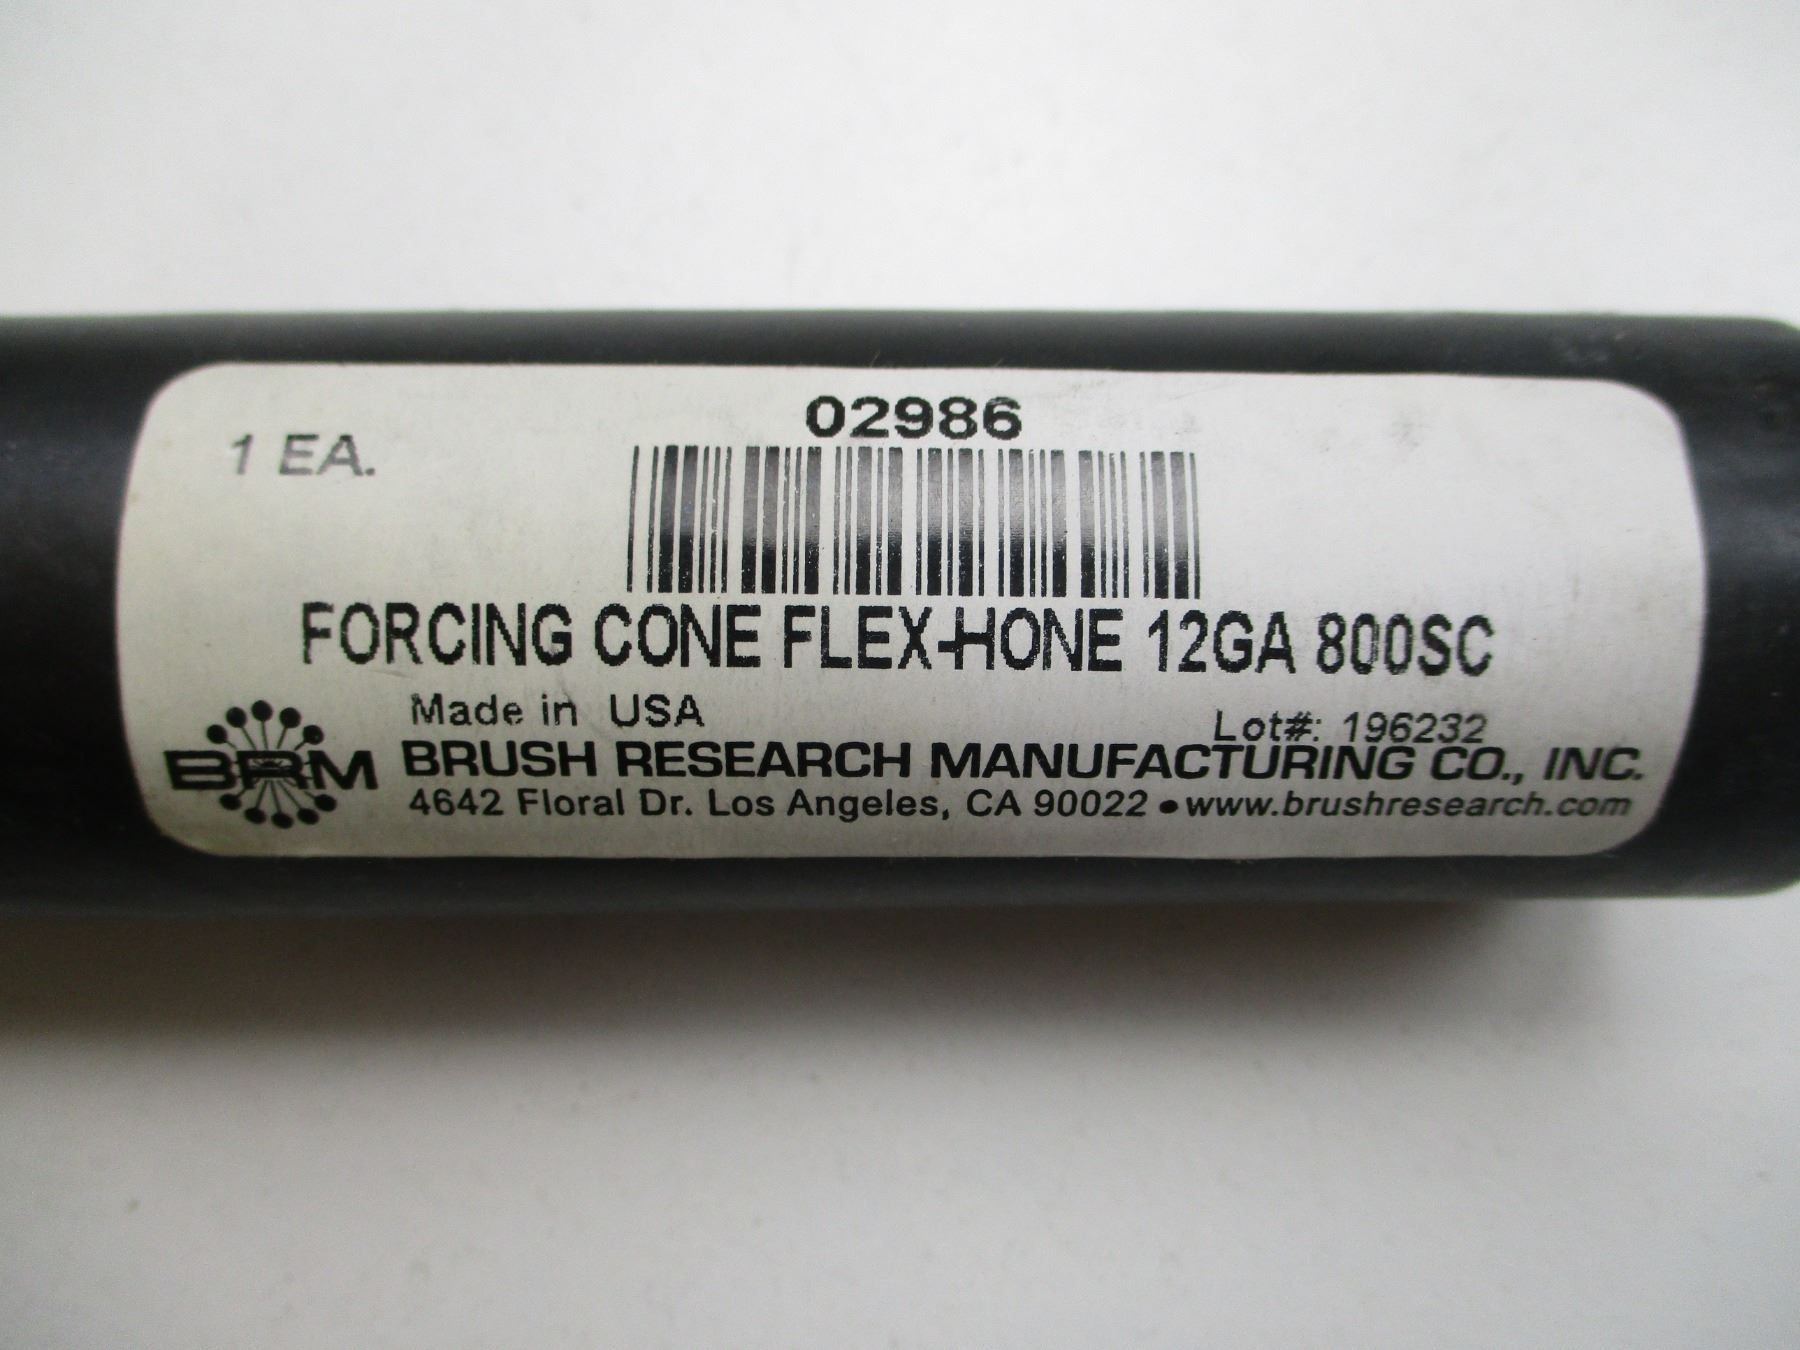 02986
1 EA.
FORCING CONE FLEX-HONE 12GA 800SC
Made in USA
Lot#: 196232
BRM
BRUSH RESEARCH MANUFACTURING CO., INC.
4642 Floral Dr. Los Angeles, CA 90022 • www.brushresearch.com